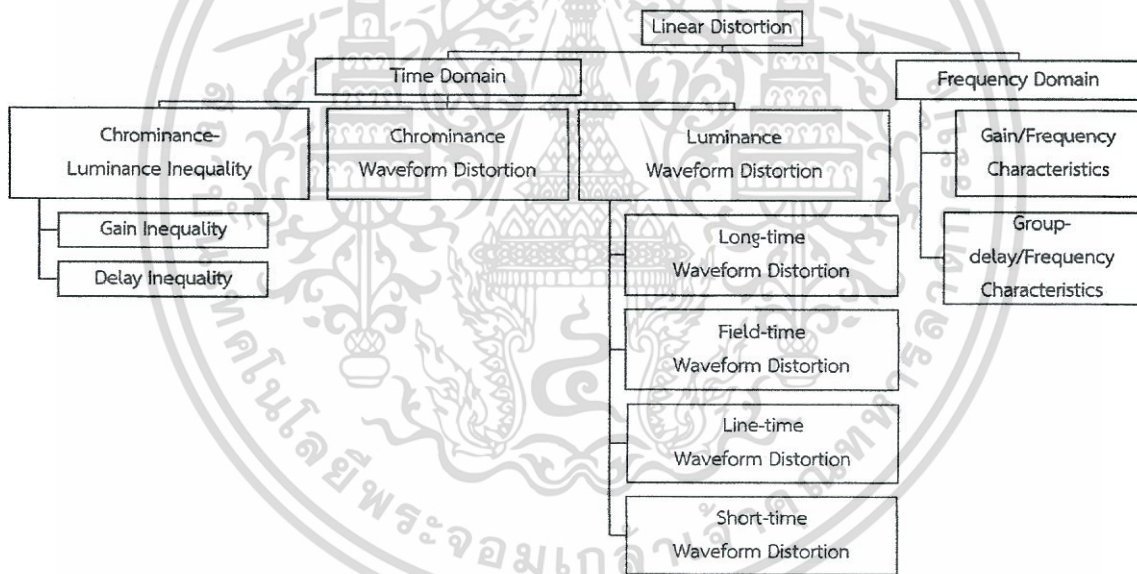 Linear Distortion
Time Domain
Frequency Domain
Chrominance-
Luminance Inequality
Chrominance
Waveform Distortion
Luminance
Waveform Distortion
Gain/Frequency
Characteristics
Gain Inequality
Delay Inequality
Long-time
Waveform Distortion
Group-
delay/Frequency
Characteristics
Field-time
Waveform Distortion
Line-time
Waveform Distortion
Short-time
Waveform Distortion